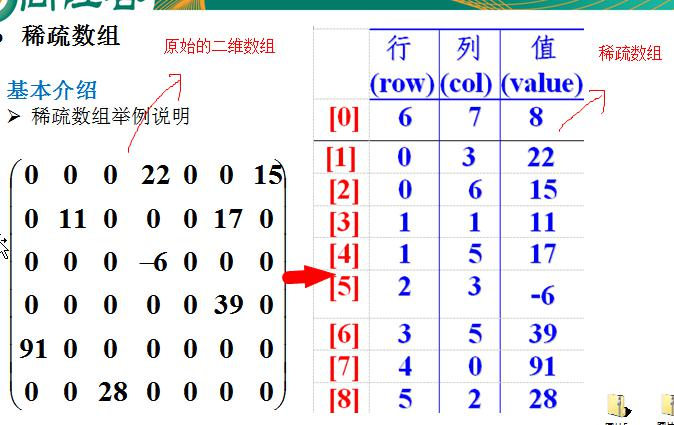 稀疏数组
原始的二维数组
基本介绍
稀疏数组举例说明
0 0 0 22 0 0 15
0 11 0 0 0 17 0
0 0 0 –6 0 0 0
0 0 0 0 0 39 0
91 0 0 0 0 0 0
0 0 28 0 0 0 0
行 列 值
(row) (col) (value)
稀疏数组
[0] 6 7 8
[1] 0 3 22
[2] 0 6 15
[3] 1 1 11
[4] 1 5 17
[5] 2 3 -6
[6] 3 5 39
[7] 4 0 91
[8] 5 2 28